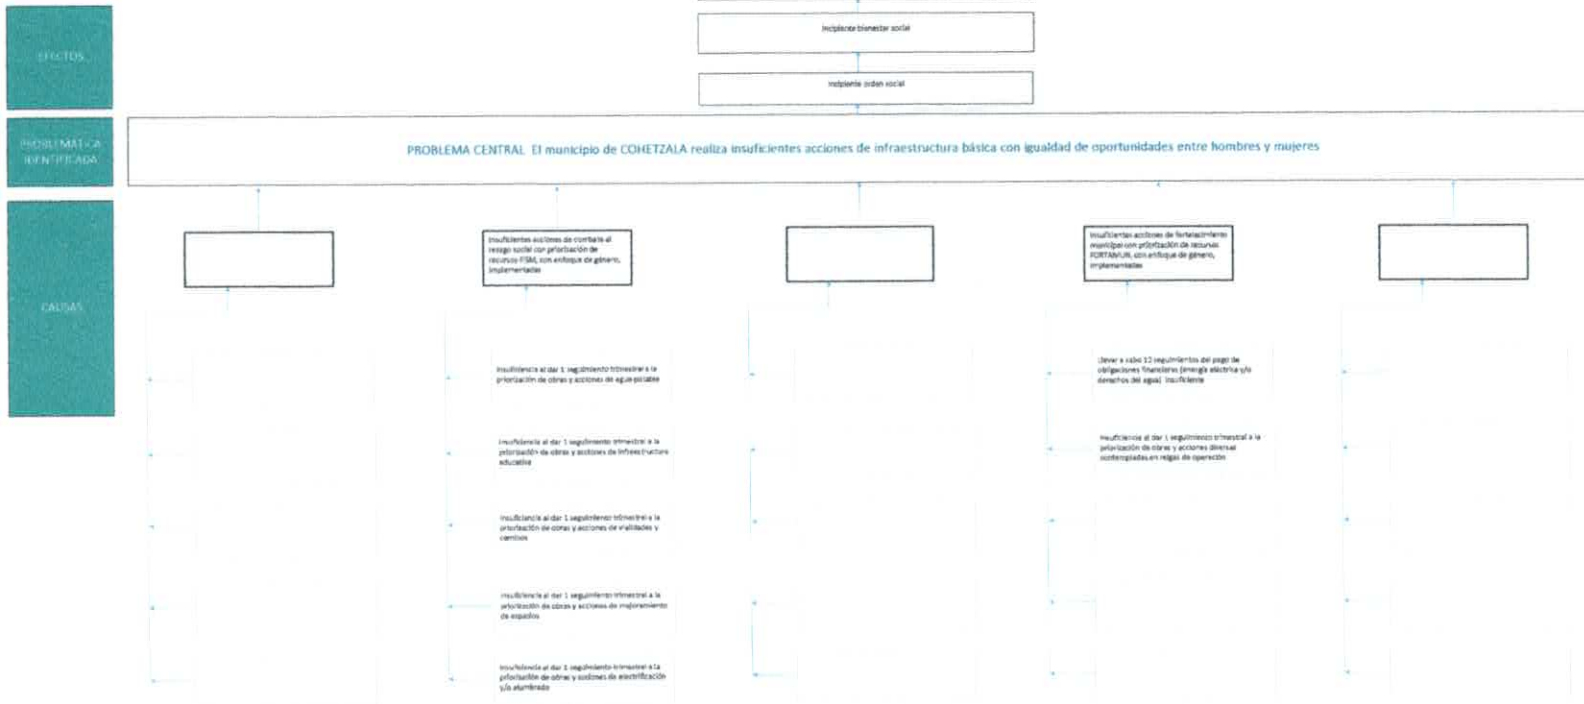 Incipiente bienestar social
EFECTOS
Incipiente orden social
PROBLEMÁTICA
IDENTIFICADA
PROBLEMA CENTRAL El municipio de COHETZALA realiza insuficientes acciones de infraestructura básica con igualdad de oportunidades entre hombres y mujeres
CAUSAS
Insuficientes acciones de combate al
rezago social con priorización de
recursos FISM, con enfoque de género,
implementadas
Insuficiencia al dar 1 seguimiento trimestral a la
priorización de obras y acciones de agua potable
Insuficiencia al dar 1 seguimiento trimestral a la
priorización de obras y acciones de infraestructura
educativa
Insuficiencia al dar 1 seguimiento trimestral a la
priorización de obras y acciones de vialidades y
caminos
Insuficiencia al dar 1 seguimiento trimestral a la
priorización de obras y acciones de mejoramiento
de espacios
Insuficiencia al dar 1 seguimiento trimestral a la
priorización de obras y acciones de electrificación
y/o alumbrado
Insuficientes acciones de fortalecimiento
municipal con priorización de recursos
FORTAMUN, con enfoque de género,
implementadas
Llevar a cabo 12 seguimientos del pago de
obligaciones financieras (energía eléctrica y/o
derechos del agua) insuficiente
Insuficiencia al dar 1 seguimiento trimestral a la
priorización de obras y acciones diversas
contempladas en reglas de operación